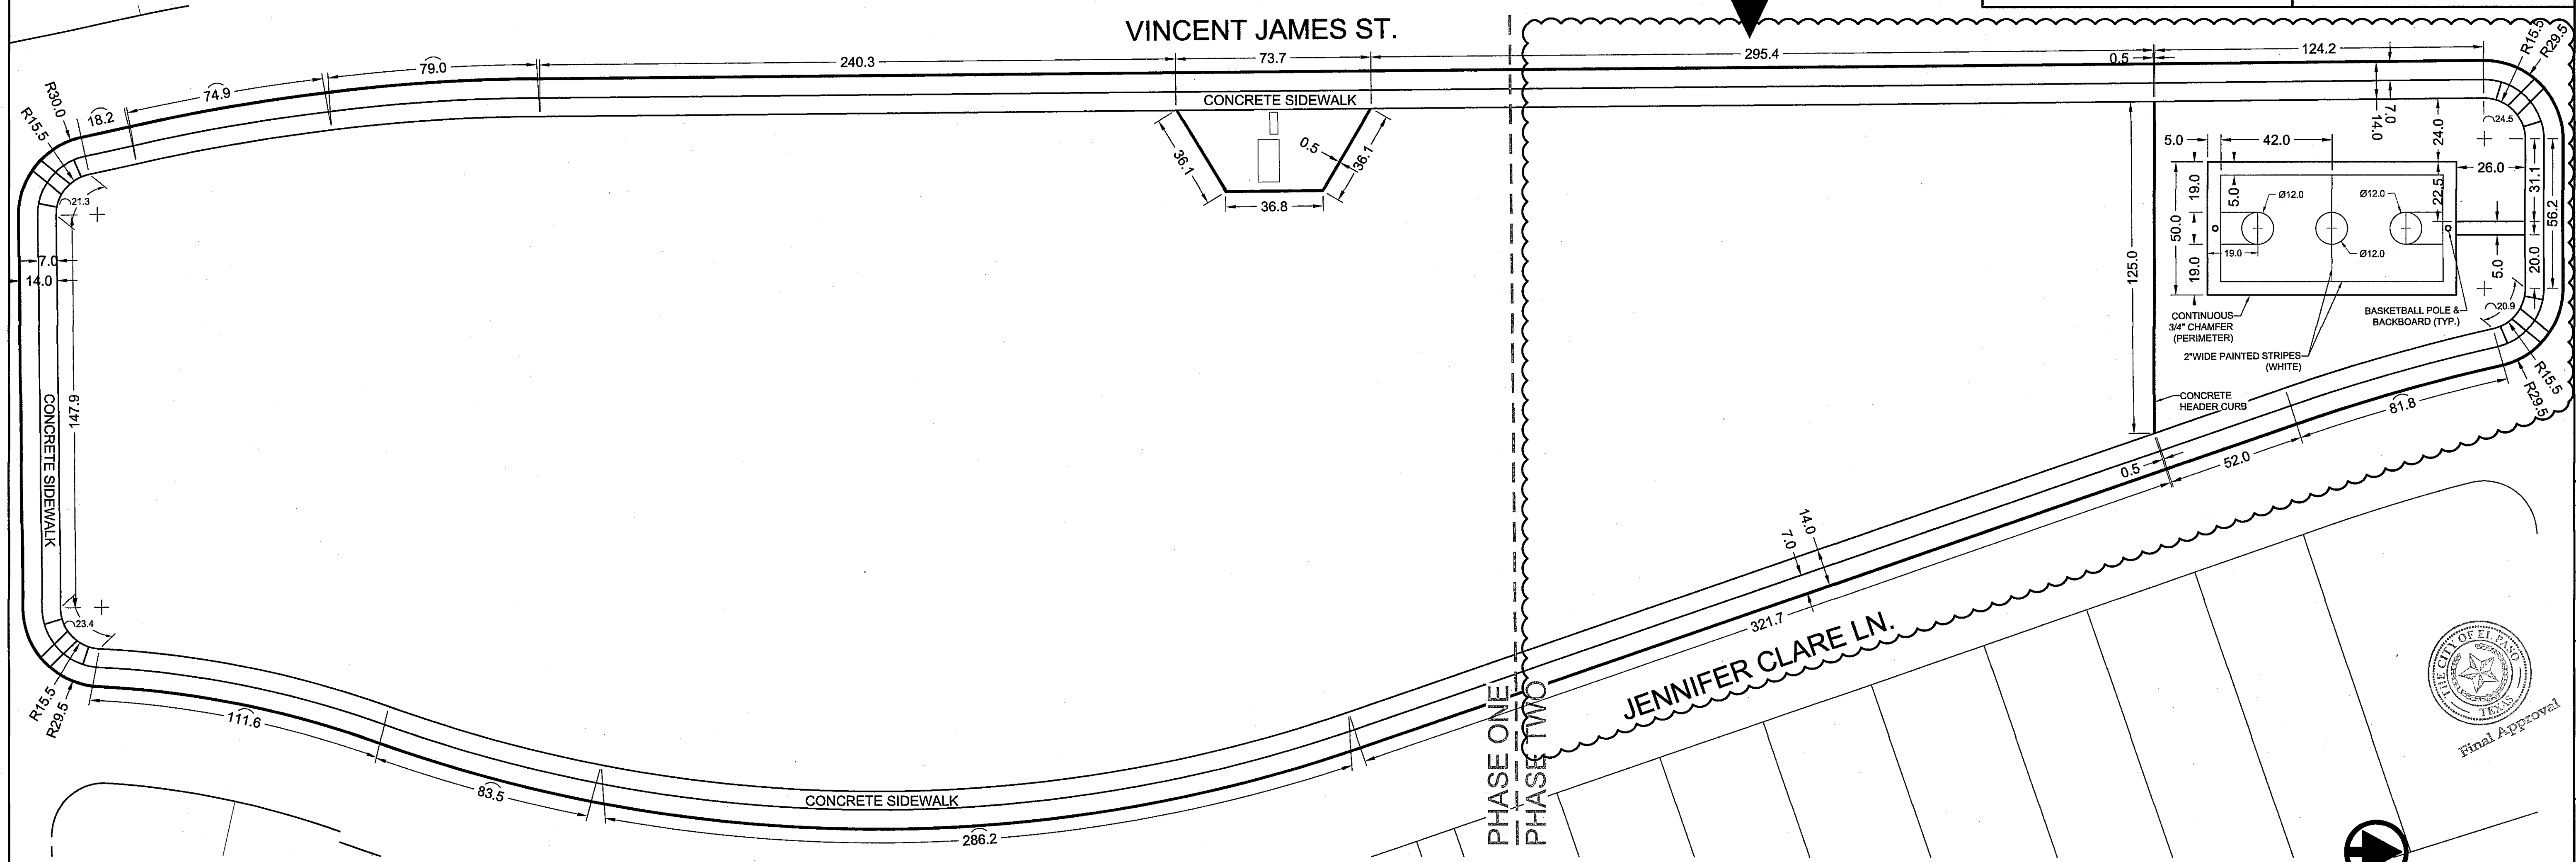 VINCENT JAMES ST.
79.0
240.3
73.7
295.4
0.5
124.2
R15.5
R29.5
R30.0
R15.5
18.2
74.9
CONCRETE SIDEWALK
36.1
0.5
36.1
36.8
7.0
14.0
24.0
24.5
5.0
42.0
26.0
31.1
56.2
19.0
5.0
22.5
Ø12.0
Ø12.0
50.0
19.0
Ø12.0
19.0
5.0
20.0
20.9
21.3
7.0
14.0
125.0
CONTINUOUS
3/4" CHAMFER
(PERIMETER)
BASKETBALL POLE &
BACKBOARD (TYP.)
2"WIDE PAINTED STRIPES
(WHITE)
R15.5
R29.5
CONCRETE
HEADER CURB
81.8
CONCRETE SIDEWALK
147.9
0.5
52.0
14.0
7.0
321.7
23.4
R15.5
R29.5
111.6
83.5
CONCRETE SIDEWALK
286.2
PHASE ONE
PHASE TWO
JENNIFER CLARE LN.
THE CITY OF EL PASO
TEXAS
Final Approval